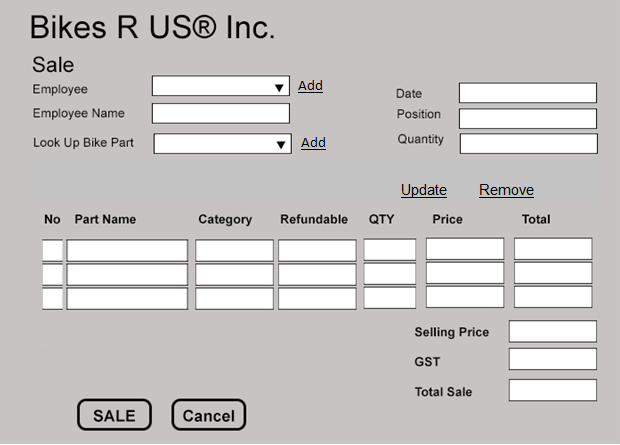 Bikes R US® Inc.
Sale
Employee Add Date
Employee Name Position
Look Up Bike Part Add Quantity
Update Remove
No Part Name Category Refundable QTY Price Total
Selling Price
GST
Total Sale
SALE Cancel